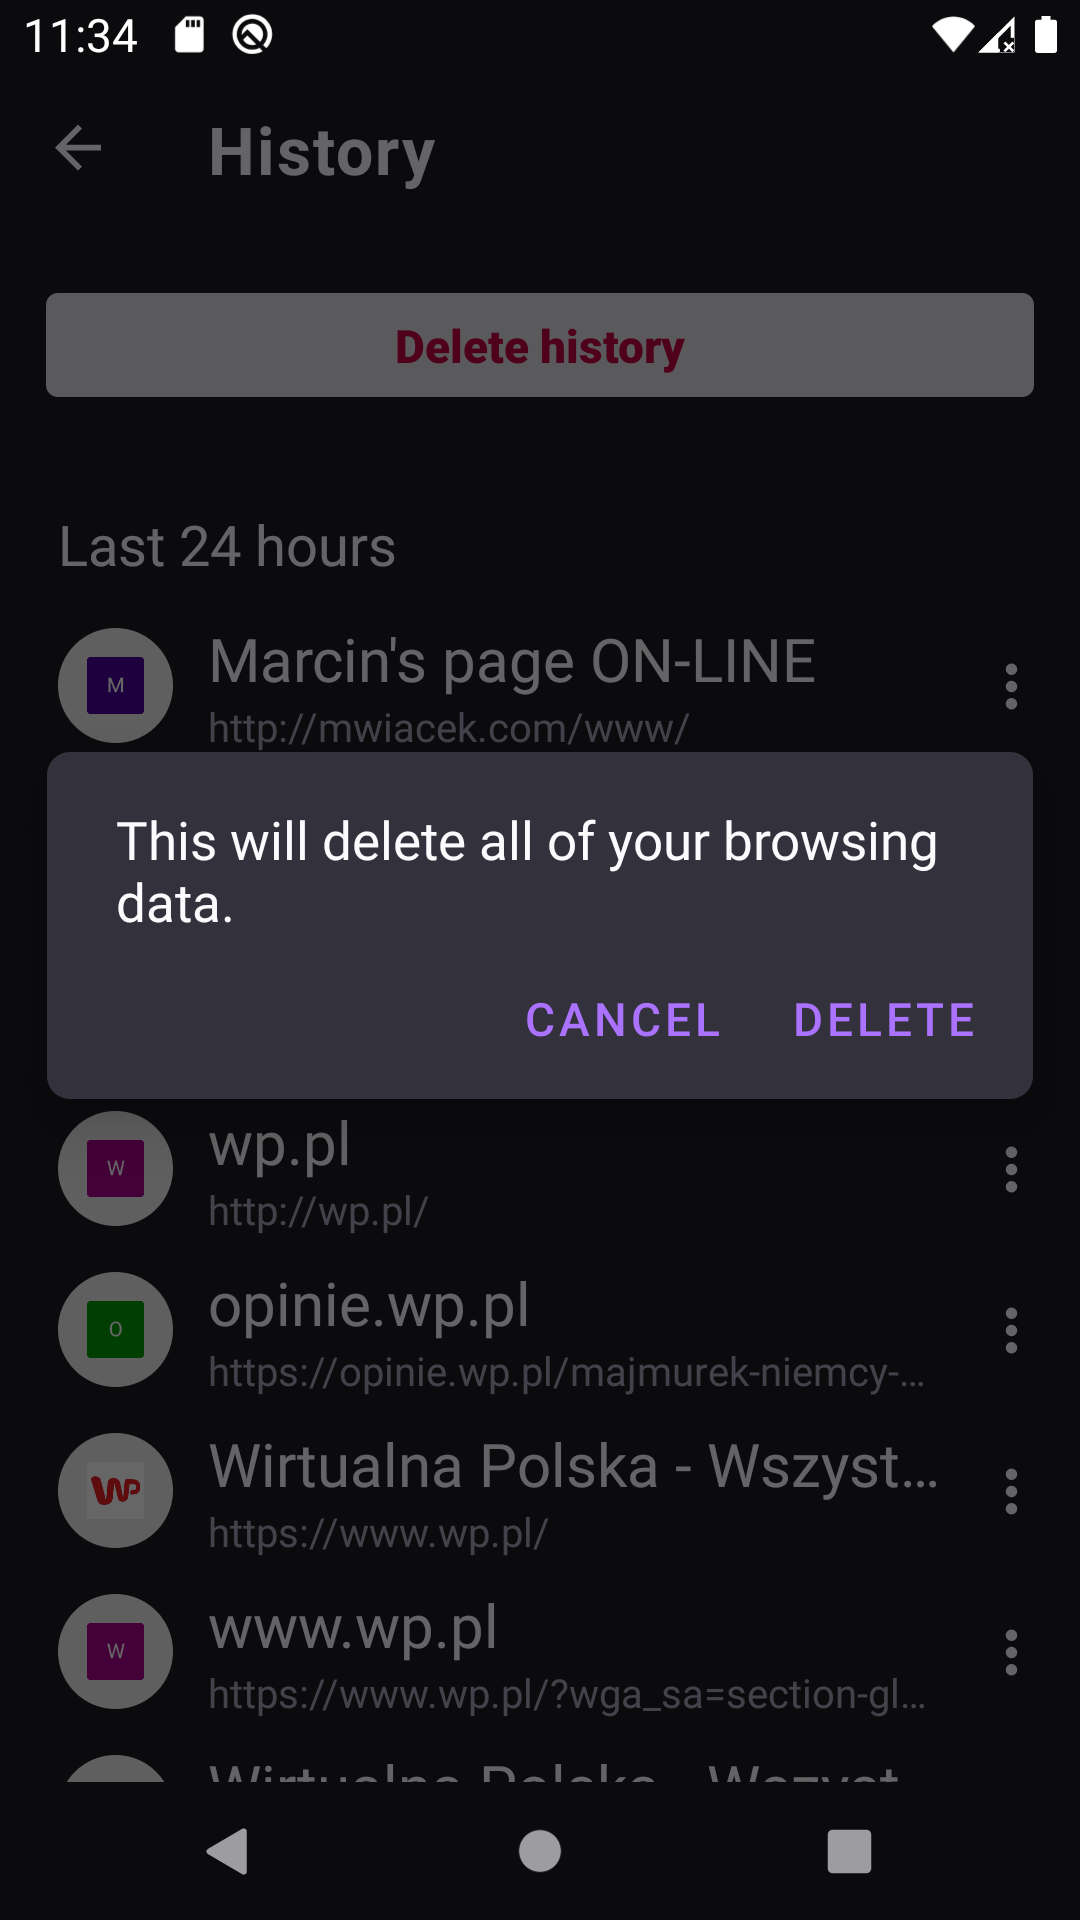 11:34
History
Delete history
Last 24 hours
M
Marcin's page ON-LINE
http://mwiacek.com/www/
This will delete all of your browsing
data.
CANCEL DELETE
W
wp.pl
http://wp.pl/
O
opinie.wp.pl
https://opinie.wp.pl/majmurek-niemcy-…
WP
Wirtualna Polska - Wszyst…
https://www.wp.pl/
W
www.wp.pl
https://www.wp.pl/?wga_sa=section-gl…
Wirtualna Polska - Wszyst